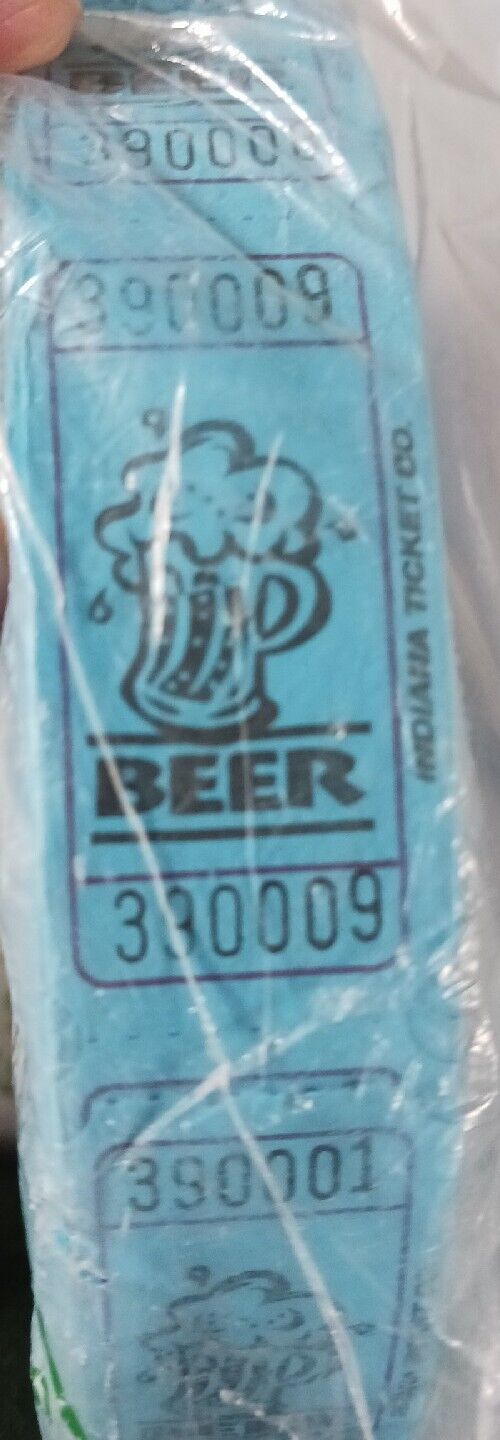 390009
INDIANA TICKET CO.
BEER
390009
390001